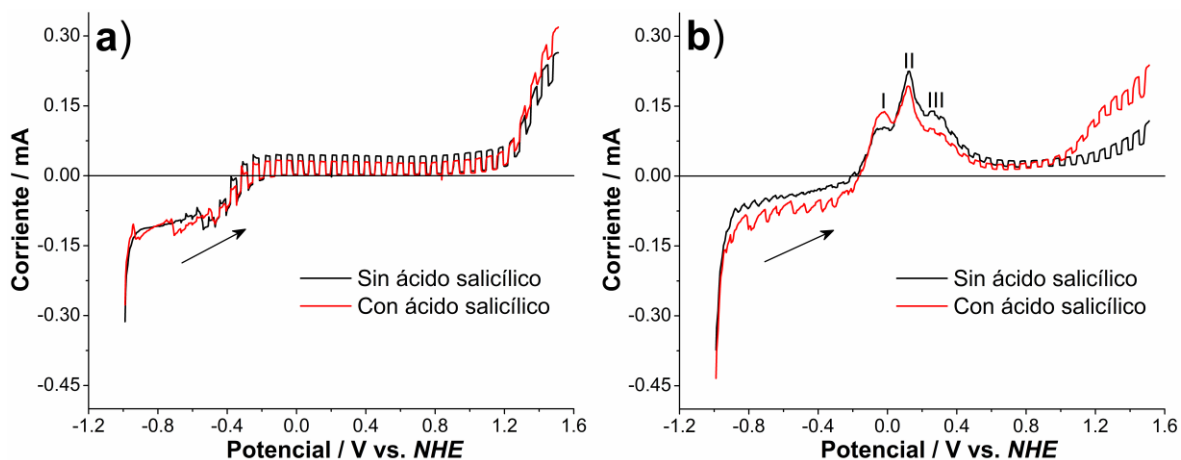 a)
Corriente / mA
0.30
0.15
0.00
-0.15
-0.30
-0.45
Sin ácido salicílico
Con ácido salicílico
-1.2 -0.8 -0.4 0.0 0.4 0.8 1.2 1.6
Potencial / V vs. NHE
b)
Corriente / mA
0.30
0.15
0.00
-0.15
-0.30
-0.45
I
II
III
Sin ácido salicílico
Con ácido salicílico
-1.2 -0.8 -0.4 0.0 0.4 0.8 1.2 1.6
Potencial / V vs. NHE